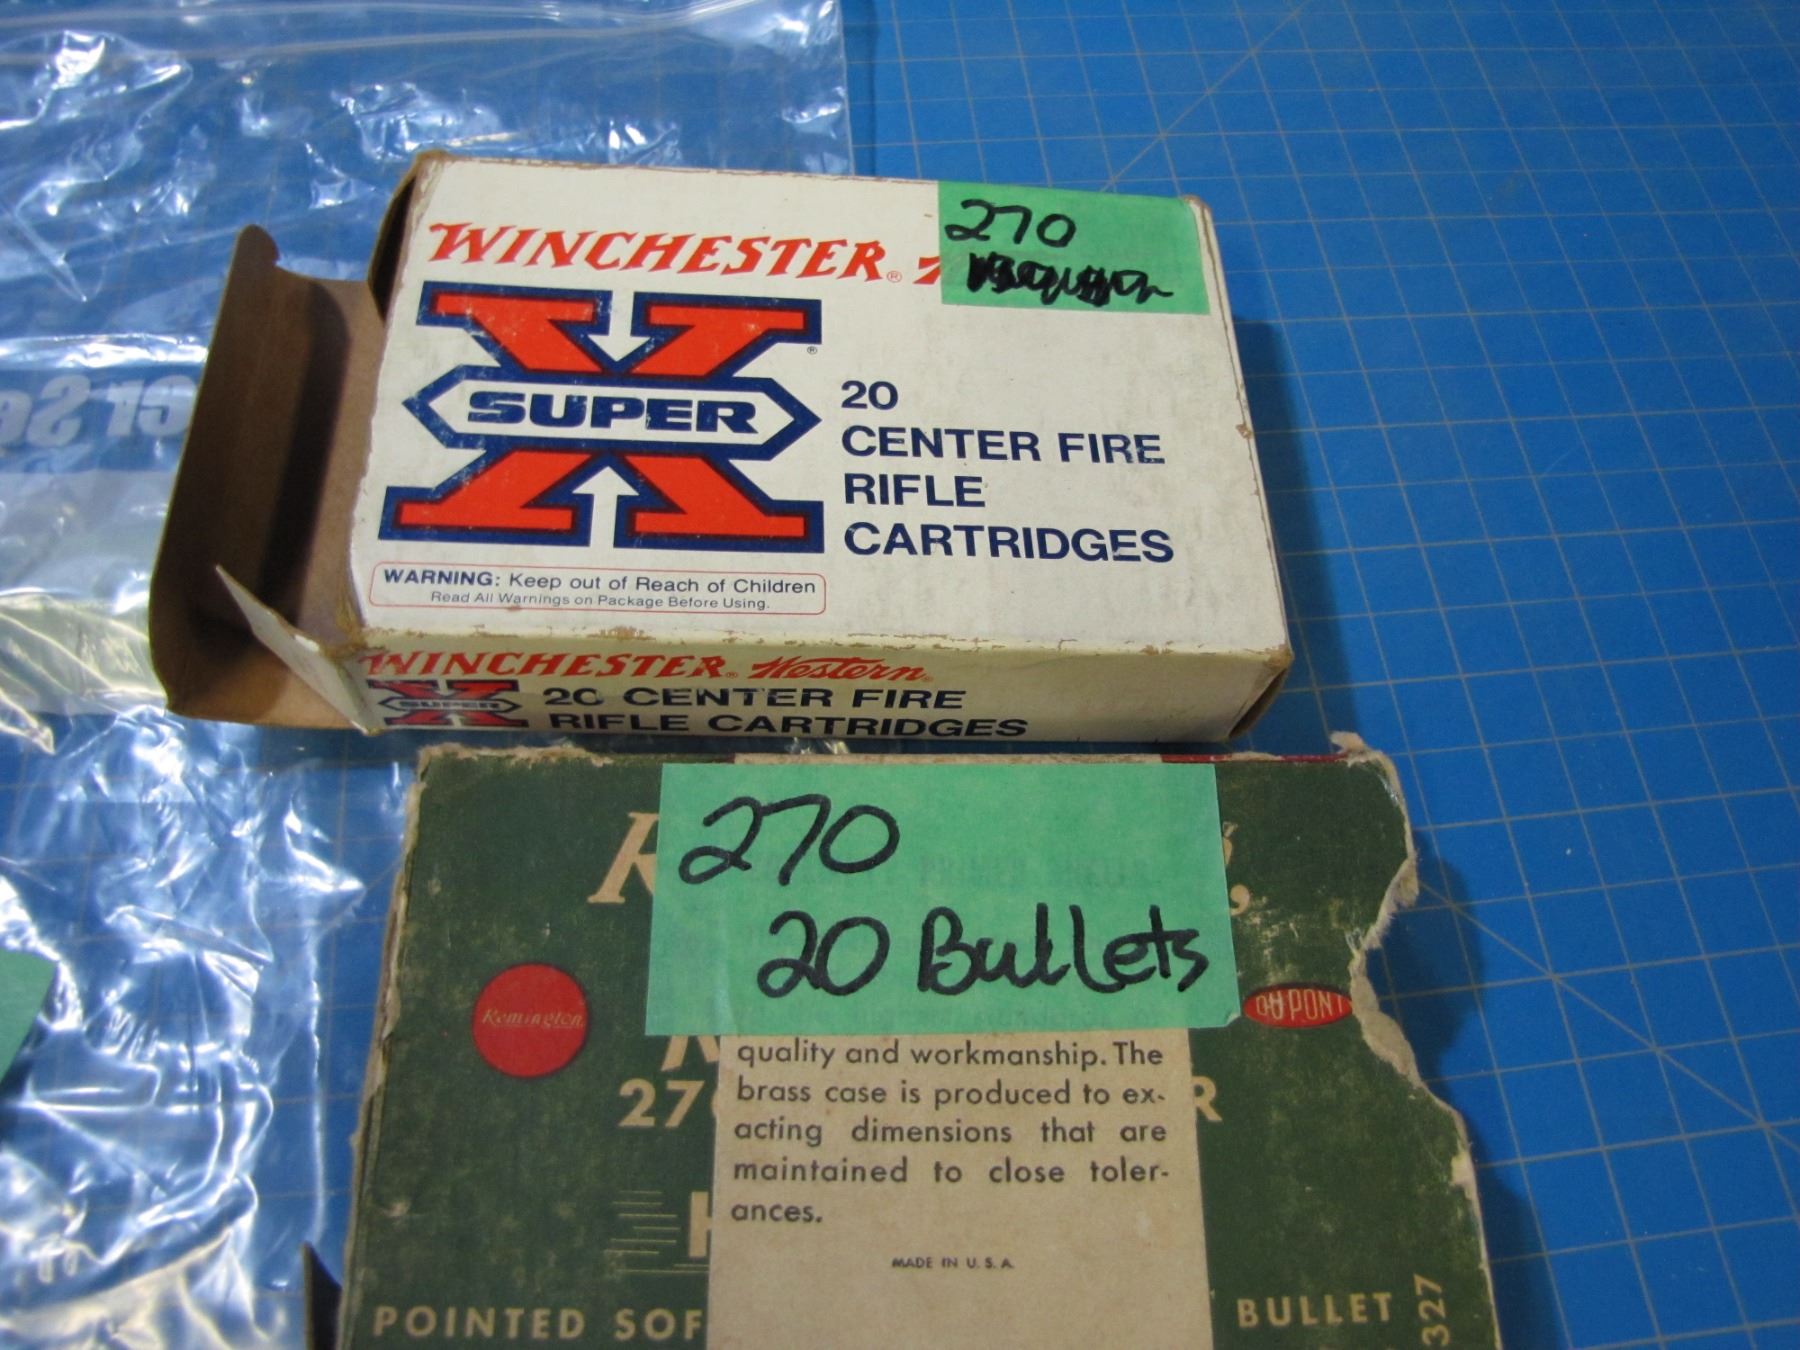 WINCHESTER®
270
X SUPER ®
20
CENTER FIRE
RIFLE
CARTRIDGES
WARNING: Keep out of Reach of Children
Read All Warnings on Package Before Using.
WINCHESTER® Western®
X SUPER 20 CENTER FIRE
RIFLE CARTRIDGES
270
20 Bullets
Remington
DU PONT
quality and workmanship. The
brass case is produced to ex-
acting dimensions that are
maintained to close toler-
ances.
MADE IN U. S. A.
POINTED SOF
BULLET
327